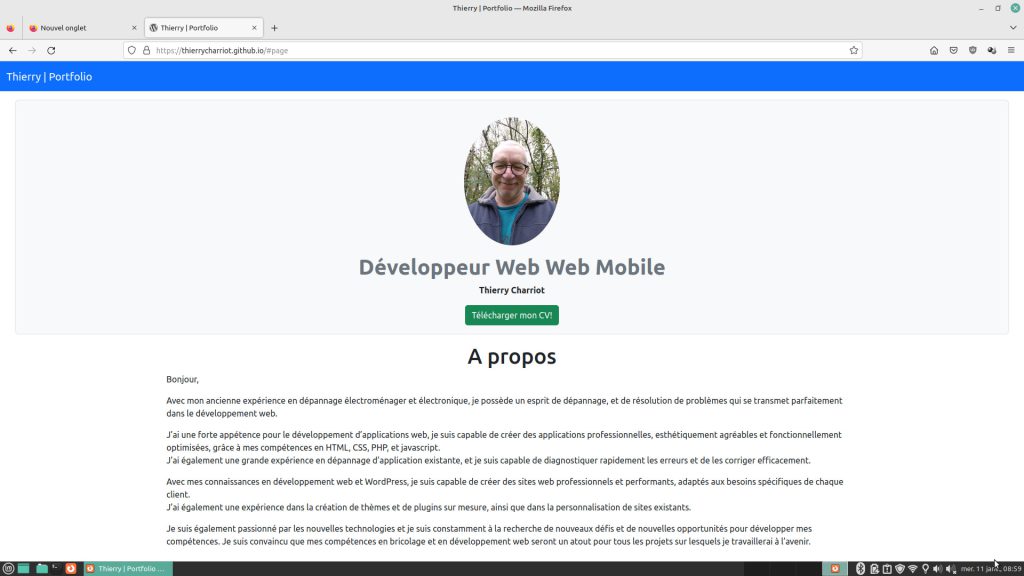 Thierry | Portfolio — Mozilla Firefox
Nouvel onglet
Thierry | Portfolio
https://thierrycharriot.github.io/#page
Thierry | Portfolio
Développeur Web Web Mobile
Thierry Charriot
Télécharger mon CV!
A propos
Bonjour,
Avec mon ancienne expérience en dépannage électroménager et électronique, je possède un esprit de dépannage, et de résolution de problèmes qui se transmet parfaitement
dans le développement web.
J'ai une forte appétence pour le développement d'applications web, je suis capable de créer des applications professionnelles, esthétiquement agréables et fonctionnellement
optimisées, grâce à mes compétences en HTML, CSS, PHP, et javascript.
J'ai également une grande expérience en dépannage d'application existante, et je suis capable de diagnostiquer rapidement les erreurs et de les corriger efficacement.
Avec mes connaissances en développement web et WordPress, je suis capable de créer des sites web professionnels et performants, adaptés aux besoins spécifiques de chaque
client.
J'ai également une expérience dans la création de thèmes et de plugins sur mesure, ainsi que dans la personnalisation de sites existants.
Je suis également passionné par les nouvelles technologies et je suis constamment à la recherche de nouveaux défis et de nouvelles opportunités pour développer mes
compétences. Je suis convaincu que mes compétences en bricolage et en développement web seront un atout pour tous les projets sur lesquels je travaillerai à l'avenir.
Thierry | Portfolio ...
mer. 11 janv., 08:59